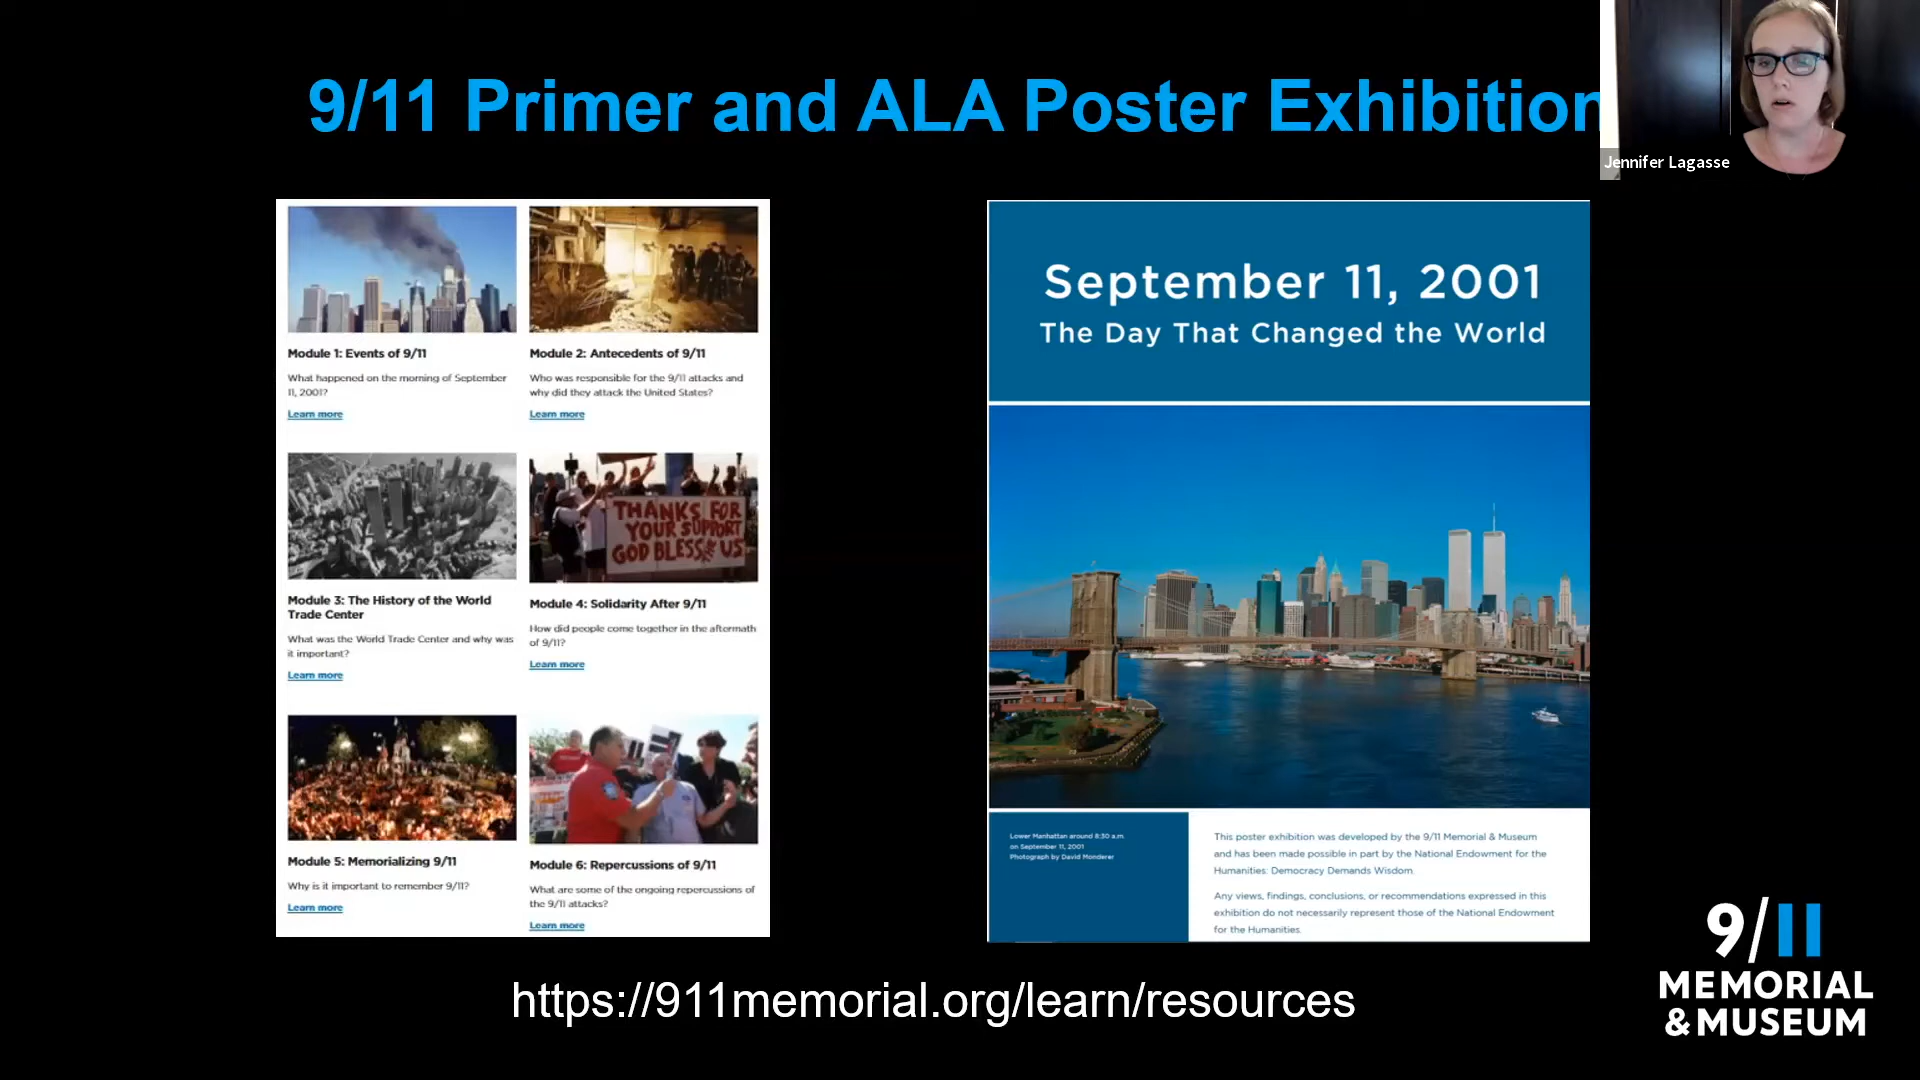 9/11 Primer and ALA Poster Exhibition
Jennifer Lagasse
Module 1: Events of 9/11
What happened on the morning of September
11, 2001?
Learn more
Module 2: Antecedents of 9/11
Who was responsible for the 9/11 attacks and
why did they attack the United States?
Learn more
Module 3: The History of the World
Trade Center
What was the World Trade Center and why was
it important?
Learn more
THANKS FOR
YOUR SUPPORT
GOD BLESS US
Module 4: Solidarity After 9/11
How did people come together in the aftermath
of 9/11?
Learn more
Module 5: Memorializing 9/11
Why is it important to remember 9/11?
Learn more
Module 6: Repercussions of 9/11
What are some of the ongoing repercussions of
the 9/11 attacks?
Learn more
September 11, 2001
The Day That Changed the World
Lower Manhattan around 8:30 a.m.
on September 11, 2001
Photograph by David Monderer
This poster exhibition was developed by the 9/11 Memorial & Museum
and has been made possible in part by the National Endowment for the
Humanities: Democracy Demands Wisdom.
Any views, findings, conclusions, or recommendations expressed in this
exhibition do not necessarily represent those of the National Endowment
for the Humanities.
https://911memorial.org/learn/resources
9/11
MEMORIAL
& MUSEUM